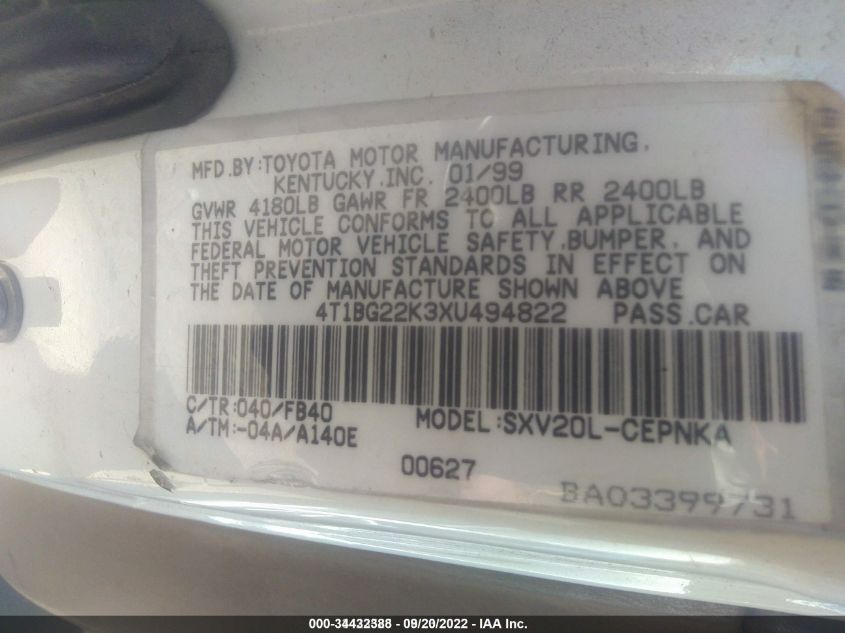 MFD.BY:TOYOTA MOTOR MANUFACTURING,
KENTUCKY,INC. 01/99
GVWR 4180LB GAWR FR 2400LB RR 2400LB
THIS VEHICLE CONFORMS TO ALL APPLICABLE
FEDERAL MOTOR VEHICLE SAFETY,BUMPER, AND
THEFT PREVENTION STANDARDS IN EFFECT ON
THE DATE OF MANUFACTURE SHOWN ABOVE
4T1BG22K3XU494822 PASS.CAR
C/TR:040/FB40 MODEL:SXV20L-CEPNKA
A/TM:-04A/A140E
00627
BA03399731
000-34432388 - 09/20/2022 - IAA Inc.